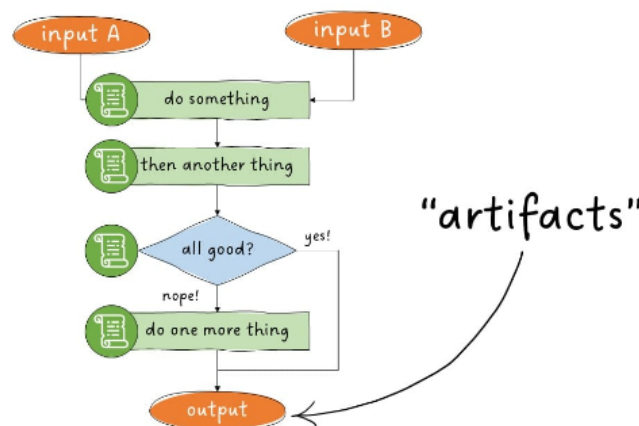 input A
input B
do something
then another thing
all good?
yes!
nope!
do one more thing
output
“artifacts”